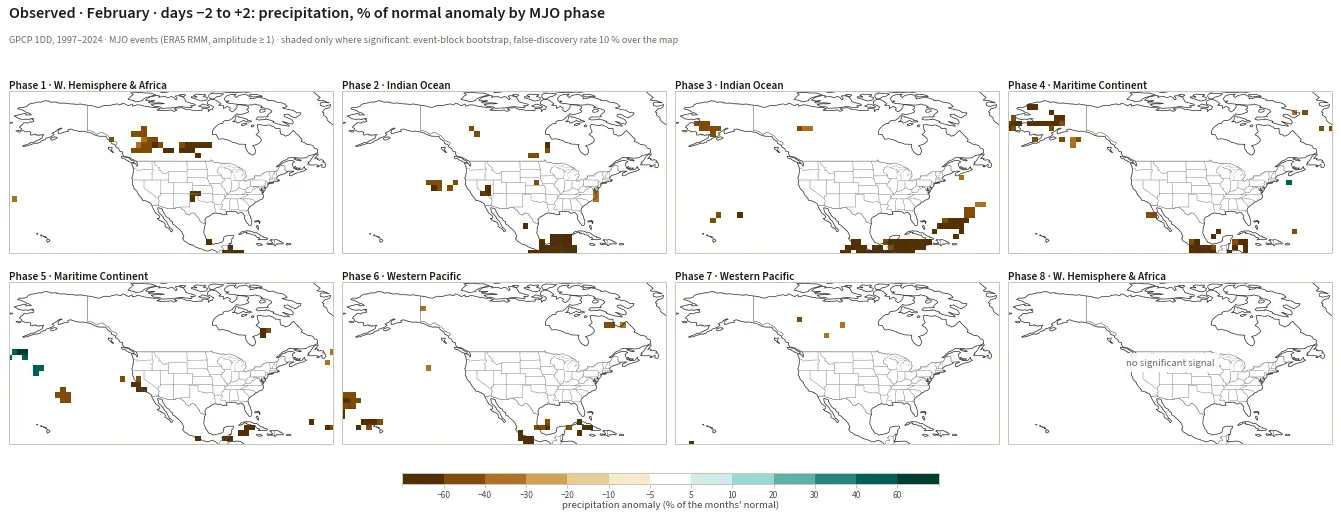 Observed · February · days −2 to +2: precipitation, % of normal anomaly by MJO phase
GPCP 1DD, 1997–2024 · MJO events (ERA5 RMM, amplitude ≥ 1) · shaded only where significant: event-block bootstrap, false-discovery rate 10 % over the map
Phase 1 · W. Hemisphere & Africa
Phase 2 · Indian Ocean
Phase 3 · Indian Ocean
Phase 4 · Maritime Continent
Phase 5 · Maritime Continent
Phase 6 · Western Pacific
Phase 7 · Western Pacific
Phase 8 · W. Hemisphere & Africa
no significant signal
−60 −40 −30 −20 −10 −5 5 10 20 30 40 60
precipitation anomaly (% of the months' normal)